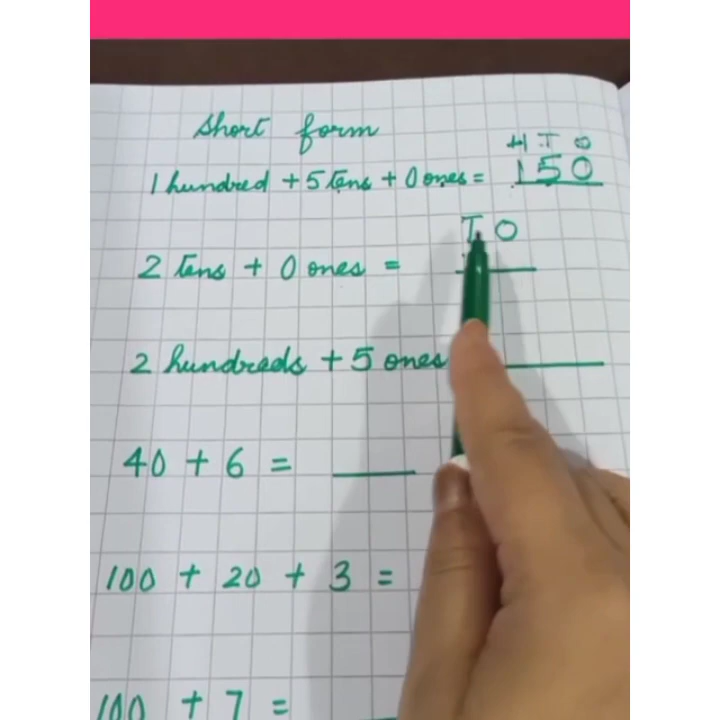 Short form
H T O
1 hundred + 5 Tens + 0 ones = 150
T O
2 Tens + 0 ones =
2 hundreds + 5 ones
40 + 6 =
100 + 20 + 3 =
100 + 7 =